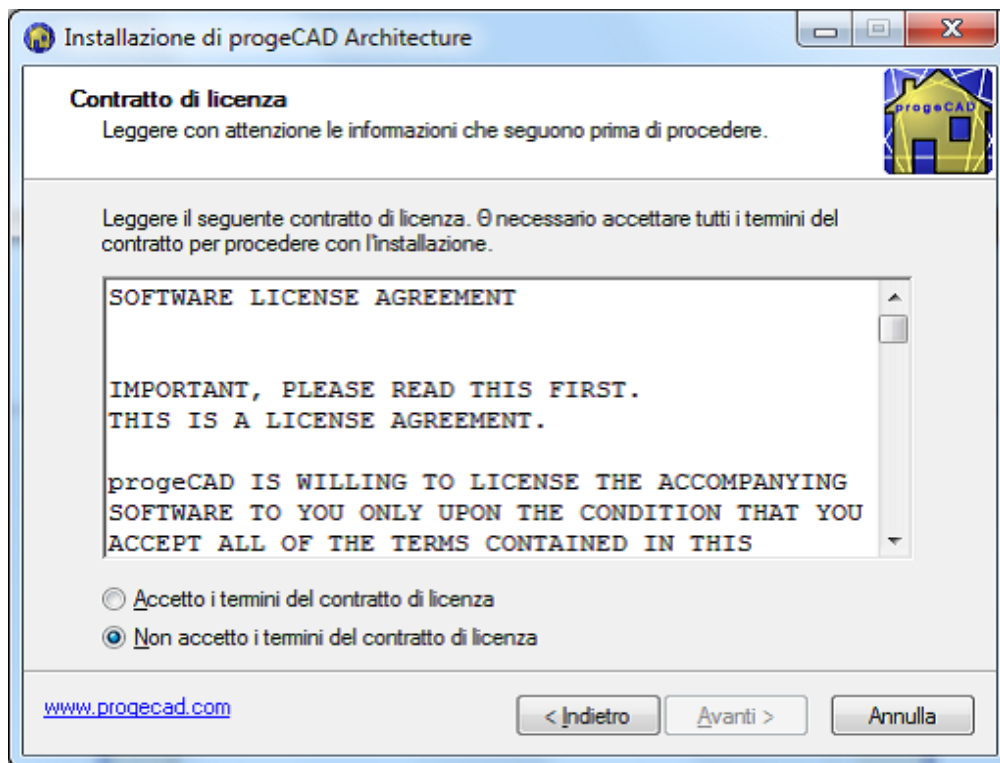 Installazione di progeCAD Architecture
Contratto di licenza
Leggere con attenzione le informazioni che seguono prima di procedere.
progeCAD
Leggere il seguente contratto di licenza. Θ necessario accettare tutti i termini del
contratto per procedere con l'installazione.
SOFTWARE LICENSE AGREEMENT
IMPORTANT, PLEASE READ THIS FIRST.
THIS IS A LICENSE AGREEMENT.
progeCAD IS WILLING TO LICENSE THE ACCOMPANYING
SOFTWARE TO YOU ONLY UPON THE CONDITION THAT YOU
ACCEPT ALL OF THE TERMS CONTAINED IN THIS
Accetto i termini del contratto di licenza
Non accetto i termini del contratto di licenza
www.progecad.com
< Indietro
Avanti >
Annulla